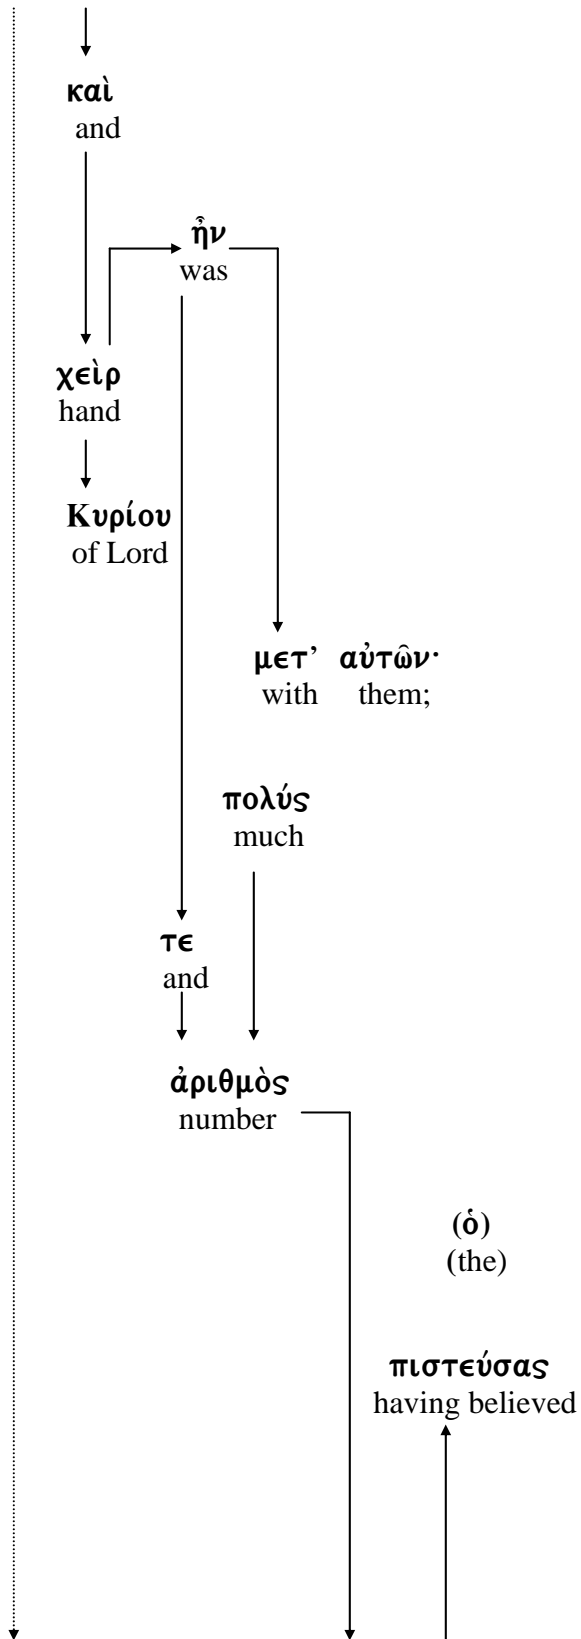 καὶ
and
ἦν
was
χεὶρ
hand
Κυρίου
of Lord
μετ’ αὐτῶν·
with them;
πολύς
much
τε
and
ἀριθμὸς
number
(ὁ)
(the)
πιστεύσας
having believed